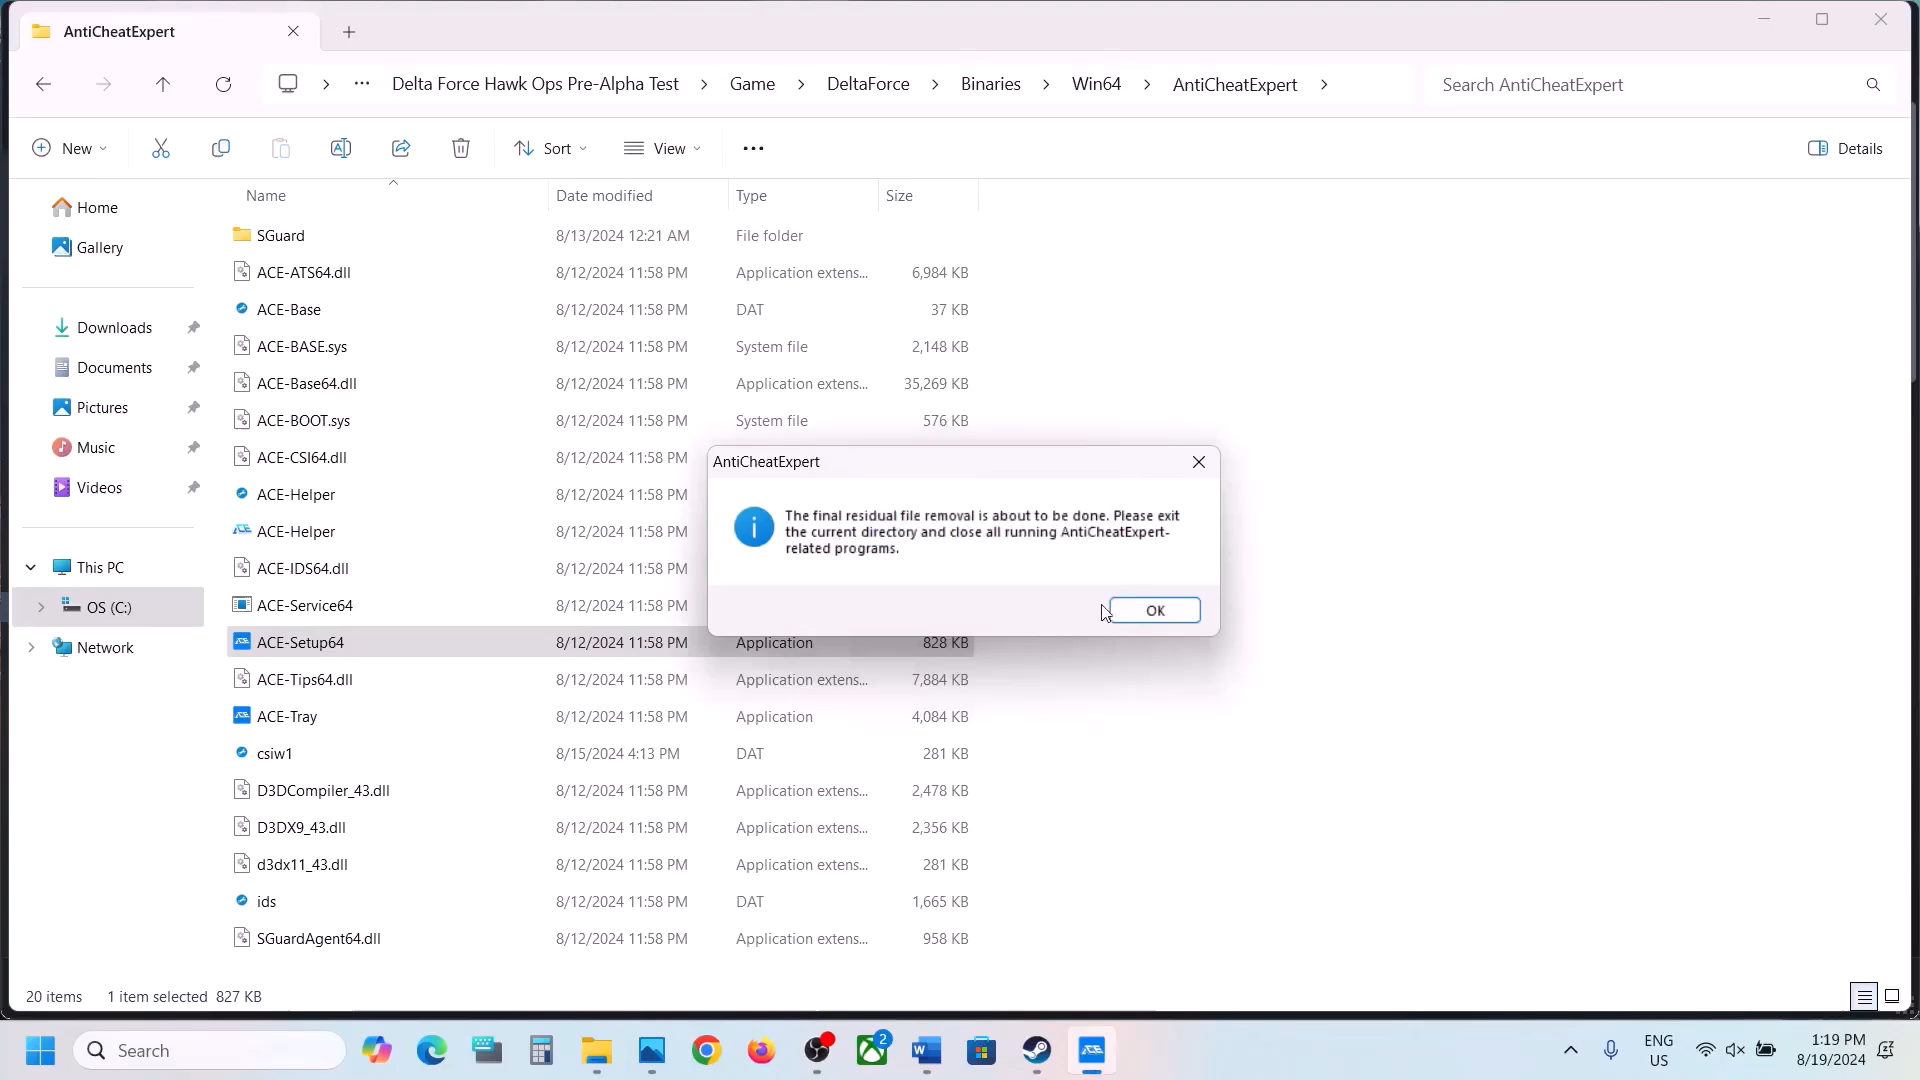 AntiCheatExpert
Delta Force Hawk Ops Pre-Alpha Test > Game > DeltaForce > Binaries > Win64 > AntiCheatExpert >
Search AntiCheatExpert
New
Sort
View
Details
Name
Date modified
Type
Size
Home
Gallery
Downloads
Documents
Pictures
Music
Videos
This PC
OS (C:)
Network
SGuard 8/13/2024 12:21 AM File folder
ACE-ATS64.dll 8/12/2024 11:58 PM Application extens... 6,984 KB
ACE-Base 8/12/2024 11:58 PM DAT 37 KB
ACE-BASE.sys 8/12/2024 11:58 PM System file 2,148 KB
ACE-Base64.dll 8/12/2024 11:58 PM Application extens... 35,269 KB
ACE-BOOT.sys 8/12/2024 11:58 PM System file 576 KB
ACE-CSI64.dll 8/12/2024 11:58 PM
ACE-Helper 8/12/2024 11:58 PM
ACE-Helper 8/12/2024 11:58 PM
ACE-IDS64.dll 8/12/2024 11:58 PM
ACE-Service64 8/12/2024 11:58 PM
ACE-Setup64 8/12/2024 11:58 PM Application 828 KB
ACE-Tips64.dll 8/12/2024 11:58 PM Application extens... 7,884 KB
ACE-Tray 8/12/2024 11:58 PM Application 4,084 KB
csiw1 8/15/2024 4:13 PM DAT 281 KB
D3DCompiler_43.dll 8/12/2024 11:58 PM Application extens... 2,478 KB
D3DX9_43.dll 8/12/2024 11:58 PM Application extens... 2,356 KB
d3dx11_43.dll 8/12/2024 11:58 PM Application extens... 281 KB
ids 8/12/2024 11:58 PM DAT 1,665 KB
SGuardAgent64.dll 8/12/2024 11:58 PM Application extens... 958 KB
AntiCheatExpert
The final residual file removal is about to be done. Please exit
the current directory and close all running AntiCheatExpert-
related programs.
OK
20 items 1 item selected 827 KB
Search
2
ENG
US
1:19 PM
8/19/2024